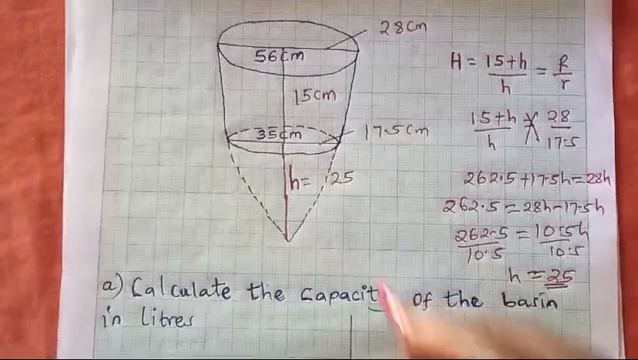 28cm
56cm
15cm
35cm
17.5cm
h= 25
H = 15+h/h = R/r
15+h/h 28/17.5
262.5+17.5h=28h
262.5=28h-17.5h
262.5/10.5 = 10.5h/10.5
h = 25
a) Calculate the capacity of the basin
in litres